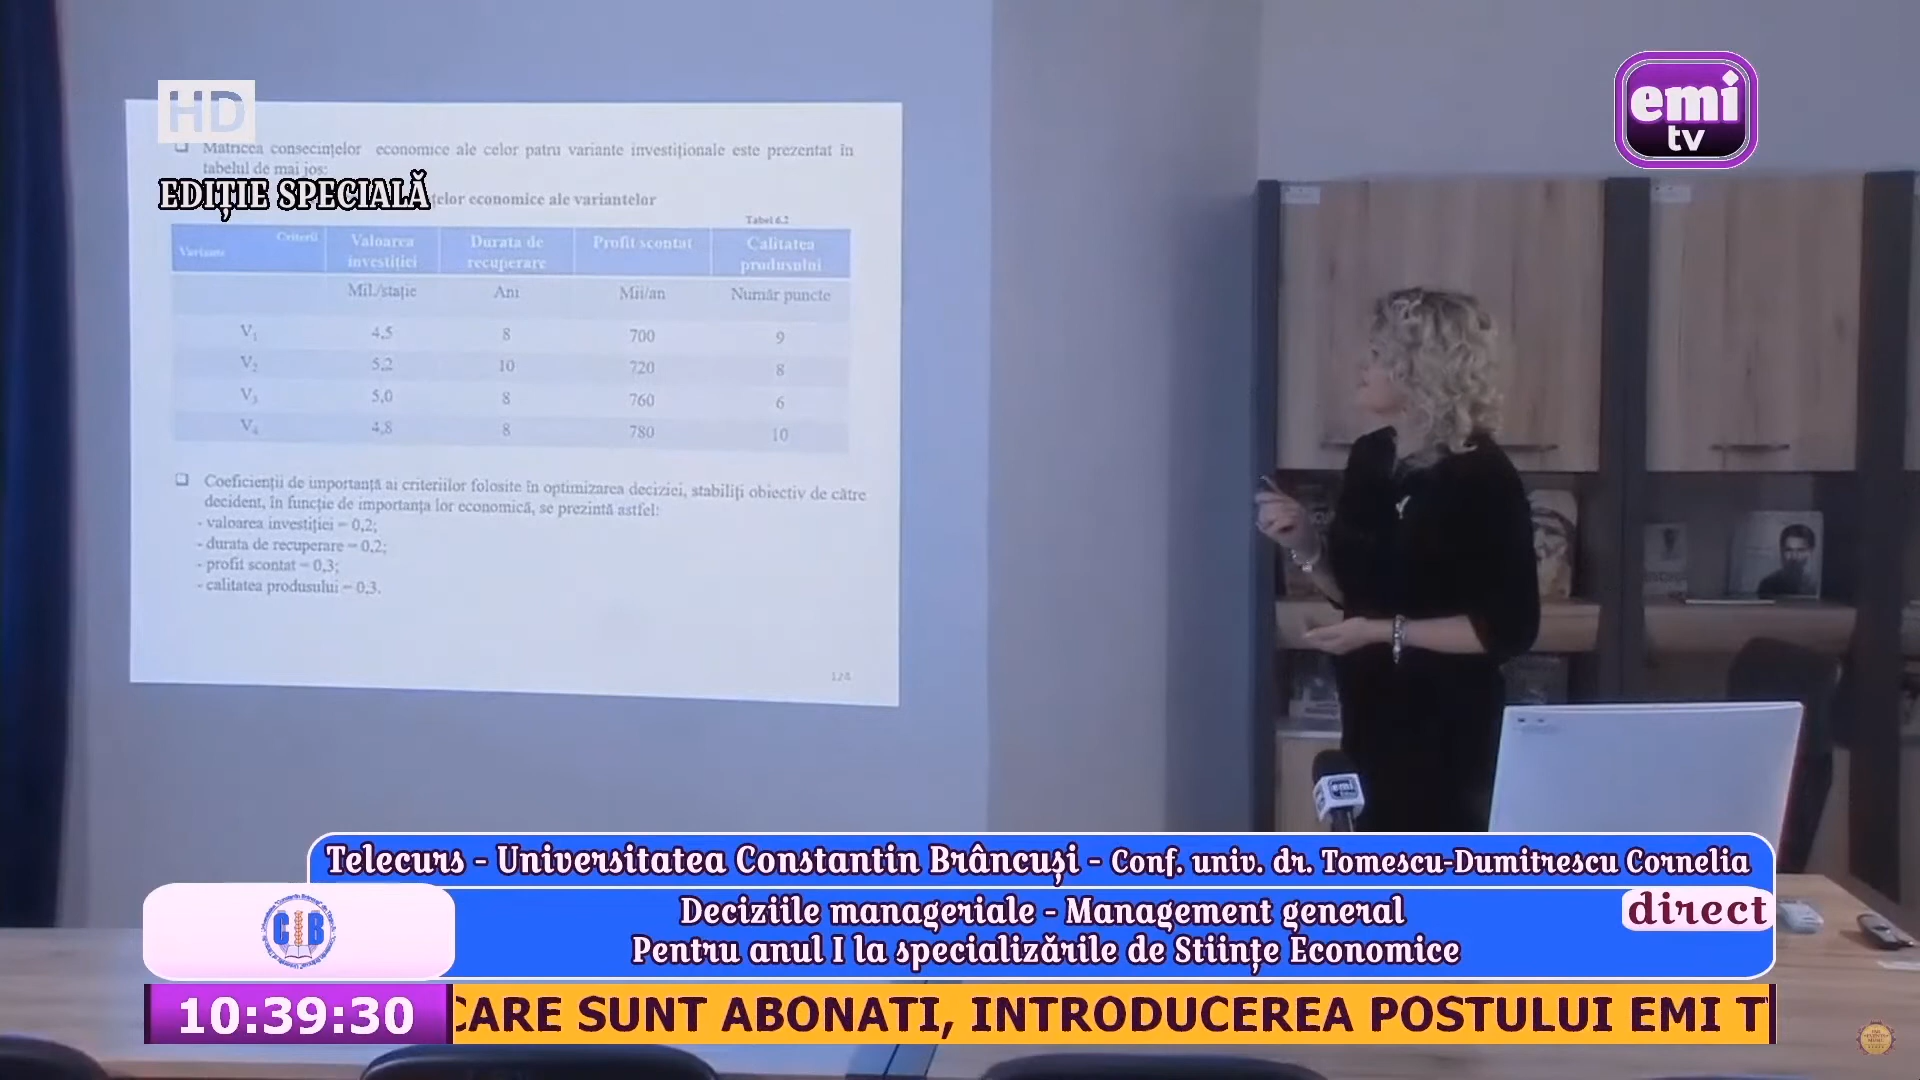 HD
emi
tv
Matricea consecințelor economice ale celor patru variante investiționale este prezentat în
tabelul de mai jos:
EDIȚIE SPECIALĂ
țelor economice ale variantelor
Tabel 6.2
Criterii
Variante
Valoarea investiției
Durata de recuperare
Profit scontat
Calitatea produsului
Mil./stație Ani Mii/an Număr puncte
V1 4,5 8 700 9
V2 5,2 10 720 8
V3 5,0 8 760 6
V4 4,8 8 780 10
Coeficienții de importanță ai criteriilor folosite în optimizarea deciziei, stabiliți obiectiv de către
decident, în funcție de importanța lor economică, se prezintă astfel:
- valoarea investiției = 0,2;
- durata de recuperare = 0,2;
- profit scontat = 0,3;
- calitatea produsului = 0,3.
124
emi
Telecurs - Universitatea Constantin Brâncuși - Conf. univ. dr. Tomescu-Dumitrescu Cornelia
Deciziile manageriale - Management general
direct
Pentru anul I la specializările de Stiințe Economice
CIB
10:39:30
CARE SUNT ABONATI, INTRODUCEREA POSTULUI EMI T